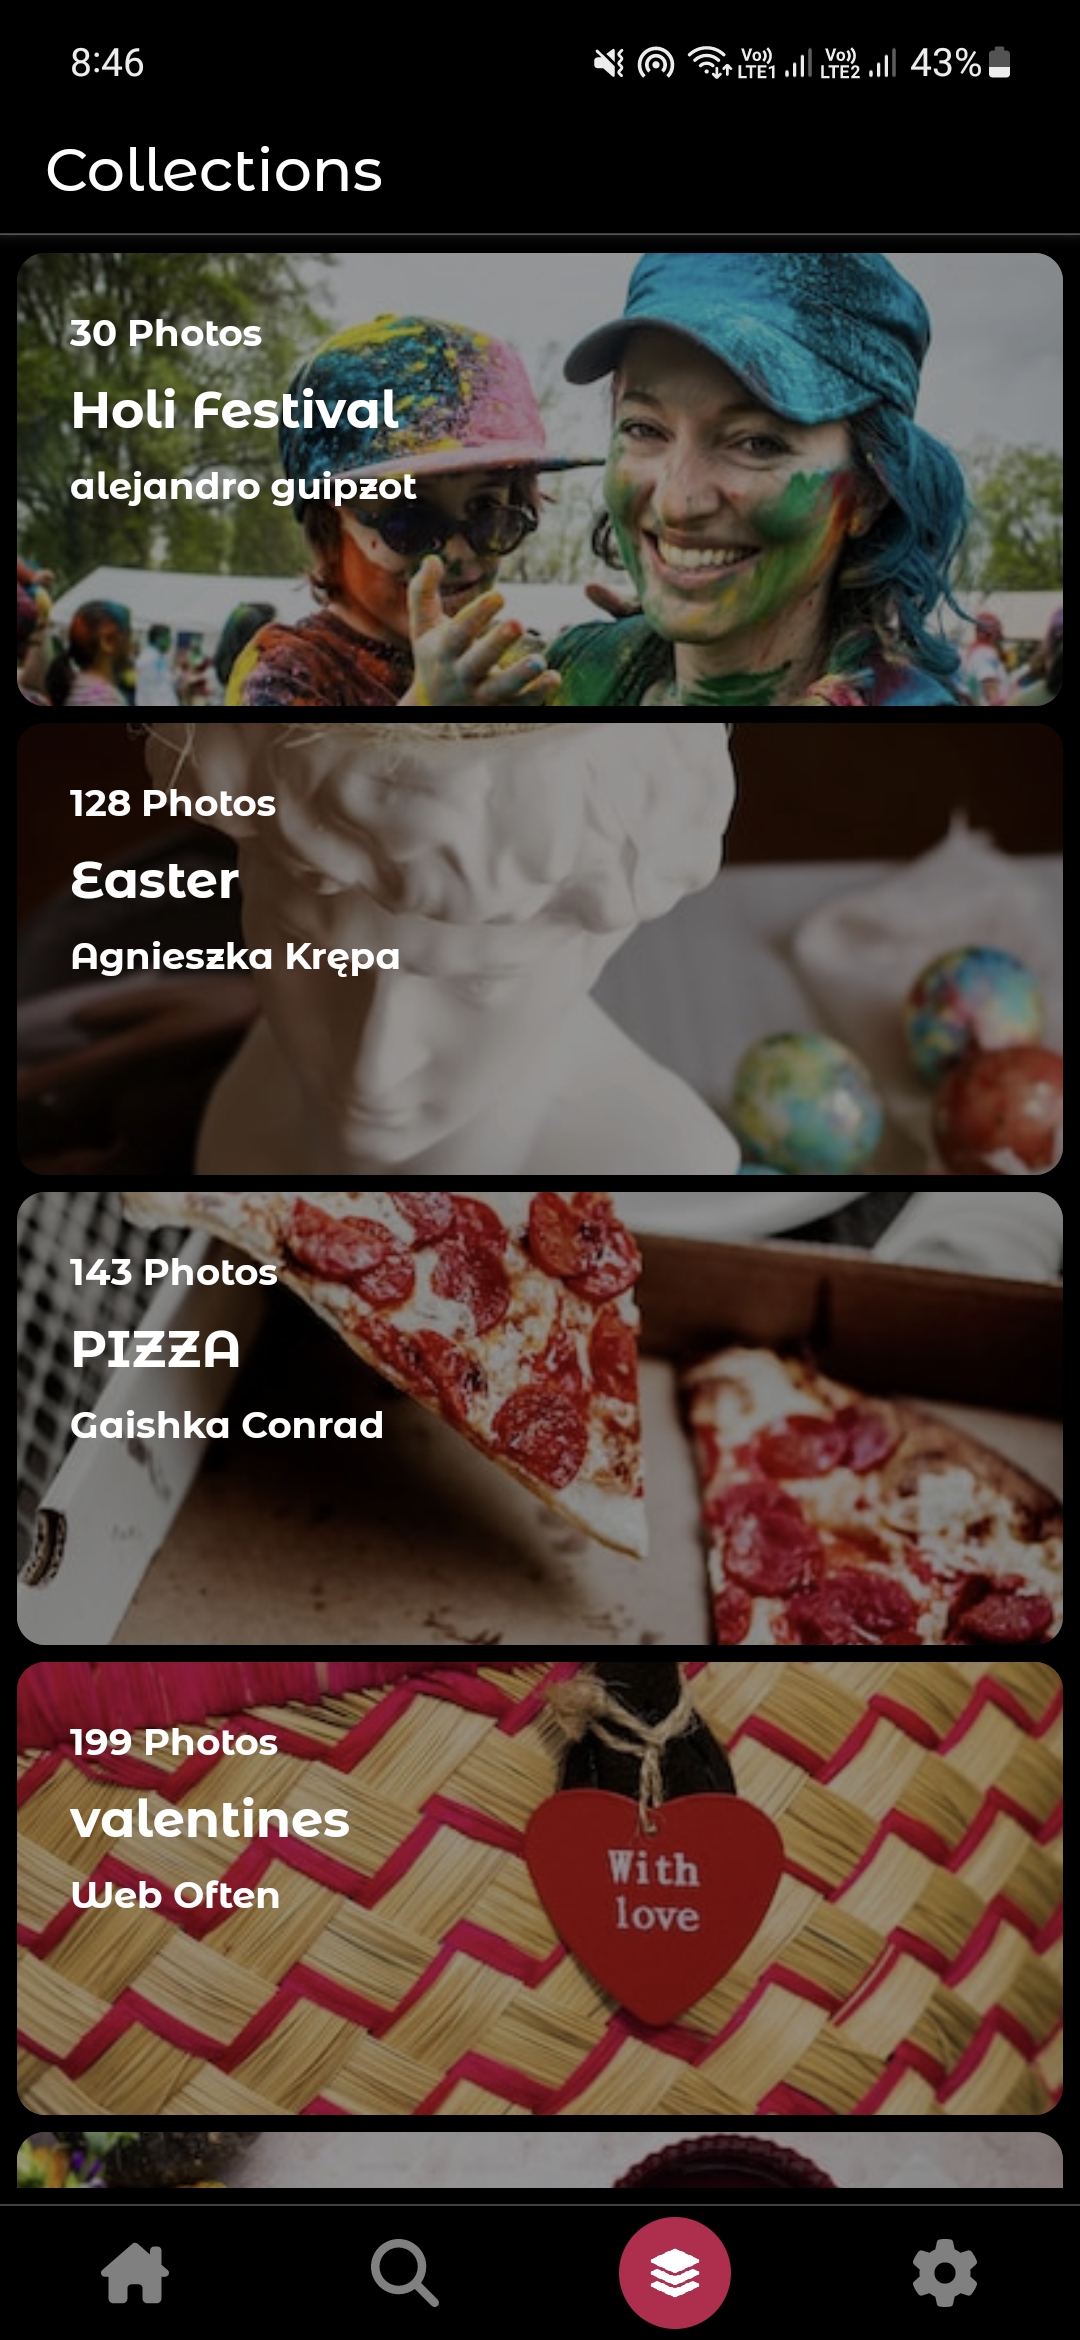 8:46
Vo)) LTE1 Vo)) LTE2 43%
Collections
30 Photos
Holi Festival
alejandro guipzot
128 Photos
Easter
Agnieszka Krępa
143 Photos
PIZZA
Gaishka Conrad
199 Photos
valentines
Web Often
With
love